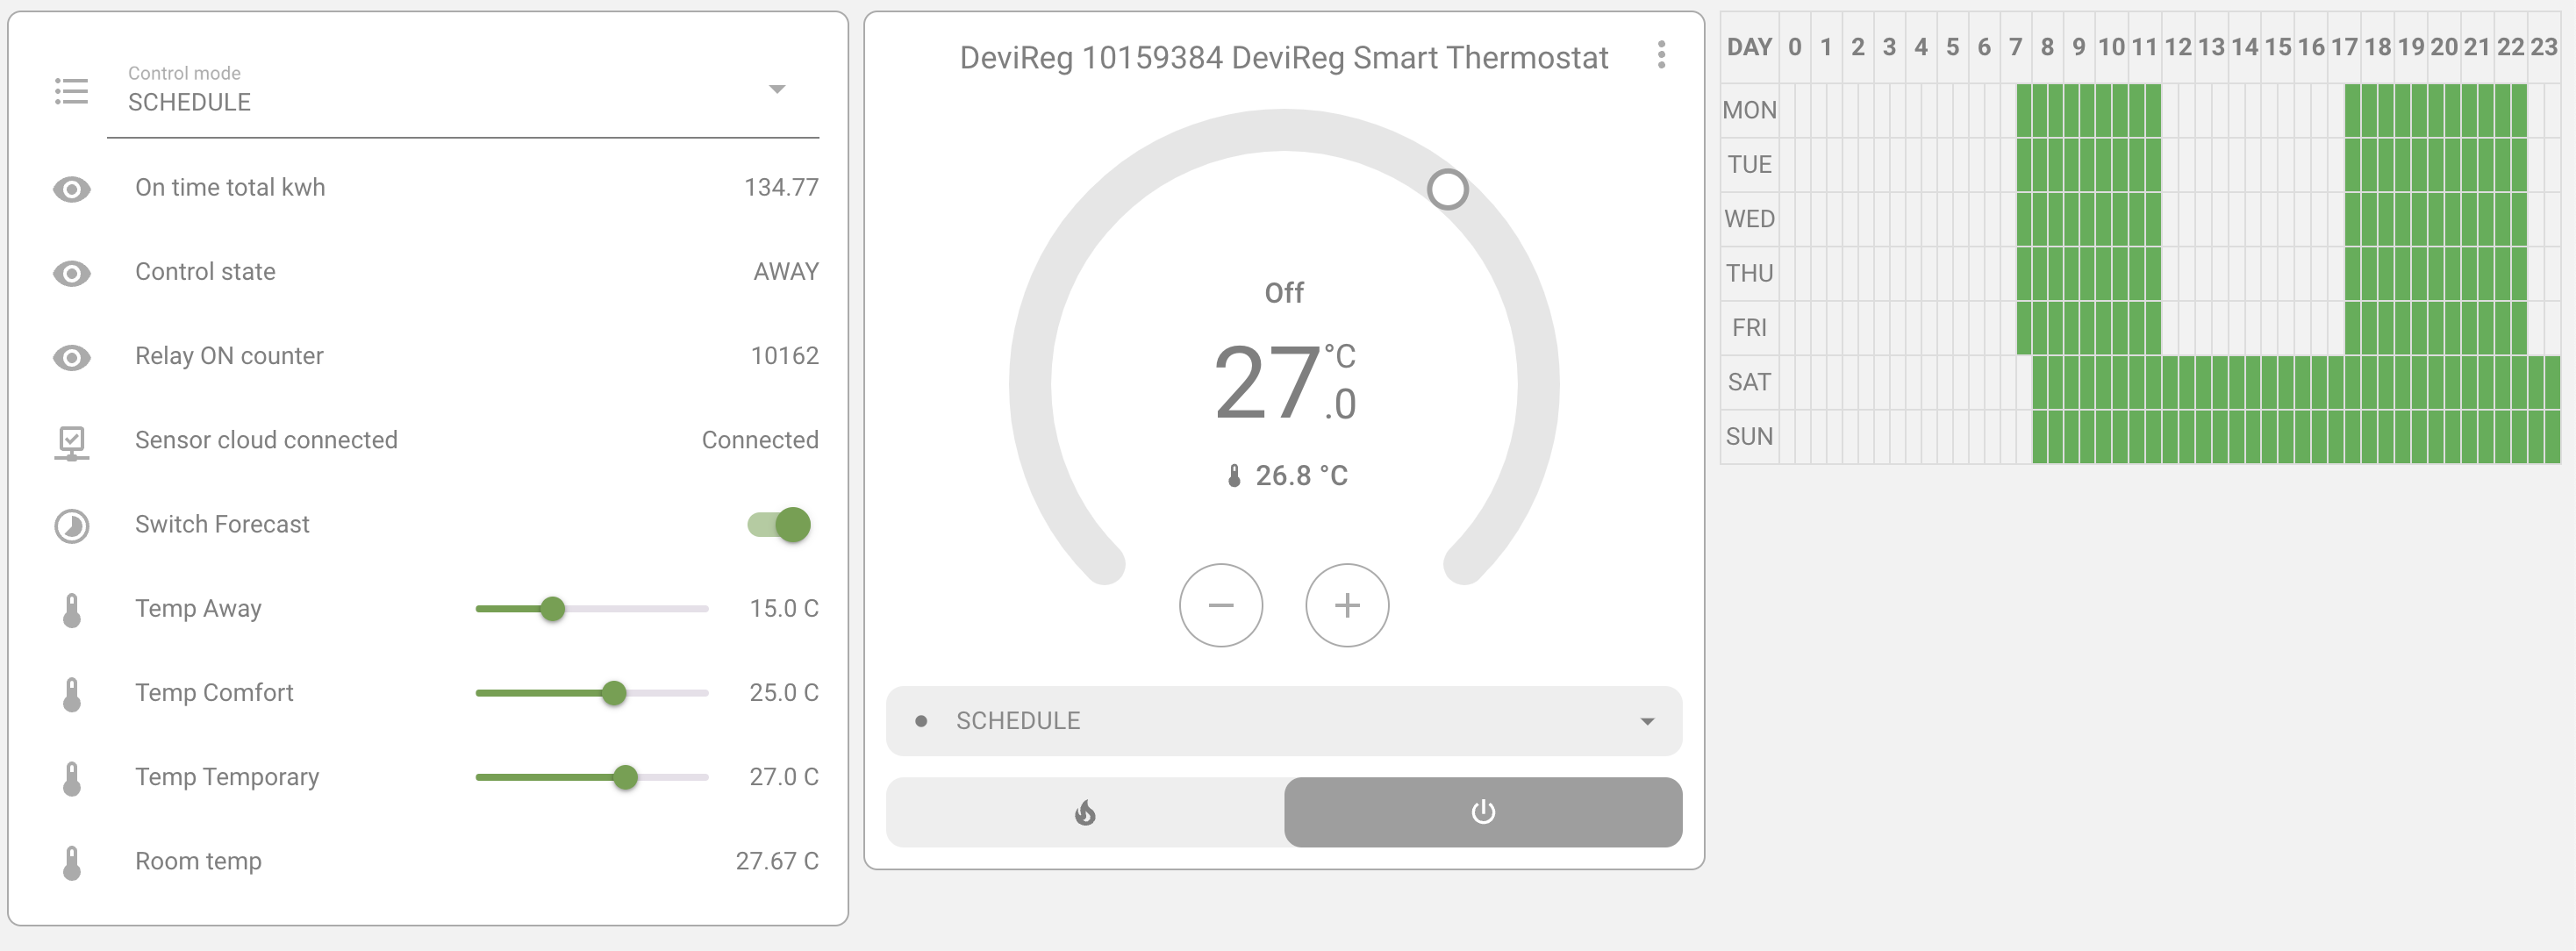 Control mode
SCHEDULE
On time total kwh 134.77
Control state AWAY
Relay ON counter 10162
Sensor cloud connected Connected
Switch Forecast
Temp Away 15.0 C
Temp Comfort 25.0 C
Temp Temporary 27.0 C
Room temp 27.67 C
DeviReg 10159384 DeviReg Smart Thermostat
Off
27.0 °C
26.8 °C
SCHEDULE
DAY 0 1 2 3 4 5 6 7 8 9 10 11 12 13 14 15 16 17 18 19 20 21 22 23
MON
TUE
WED
THU
FRI
SAT
SUN